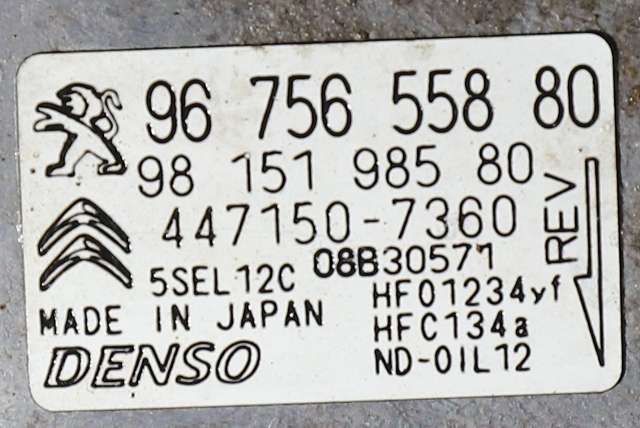 96 756 558 80
98 151 985 80
447150-7360
08B30571
5SEL12C
HF01234yf
MADE IN JAPAN
HFC134a
DENSO
ND-OIL12
REV